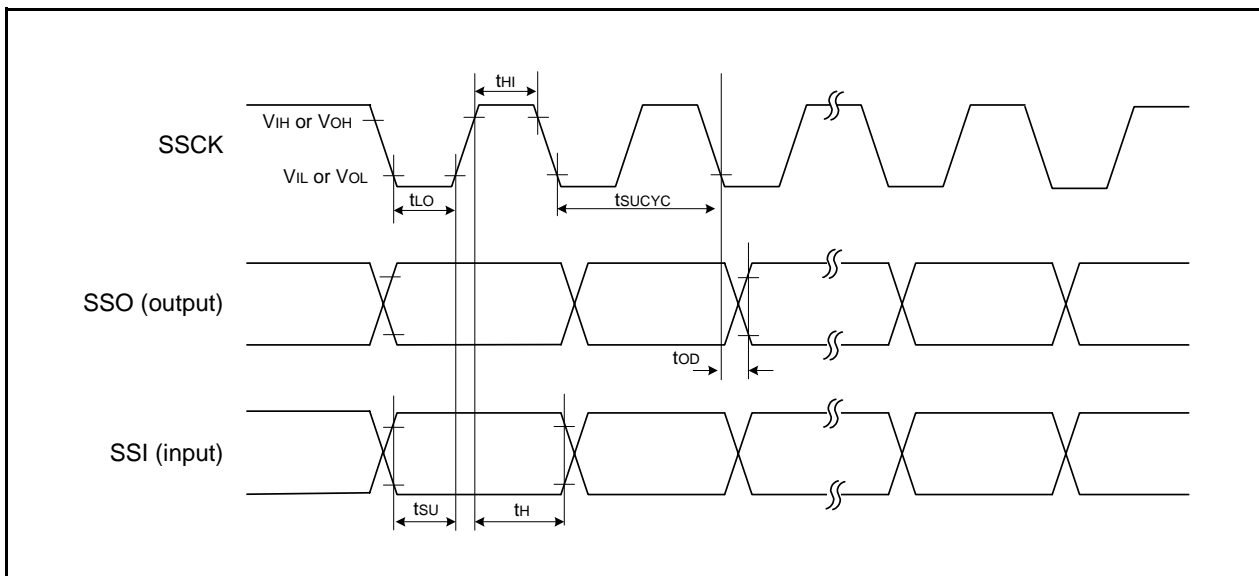 tHI
VIH or VOH
SSCK
VIL or VOL
tLO
tSUCYC
SSO (output)
tOD
SSI (input)
tSU
tH